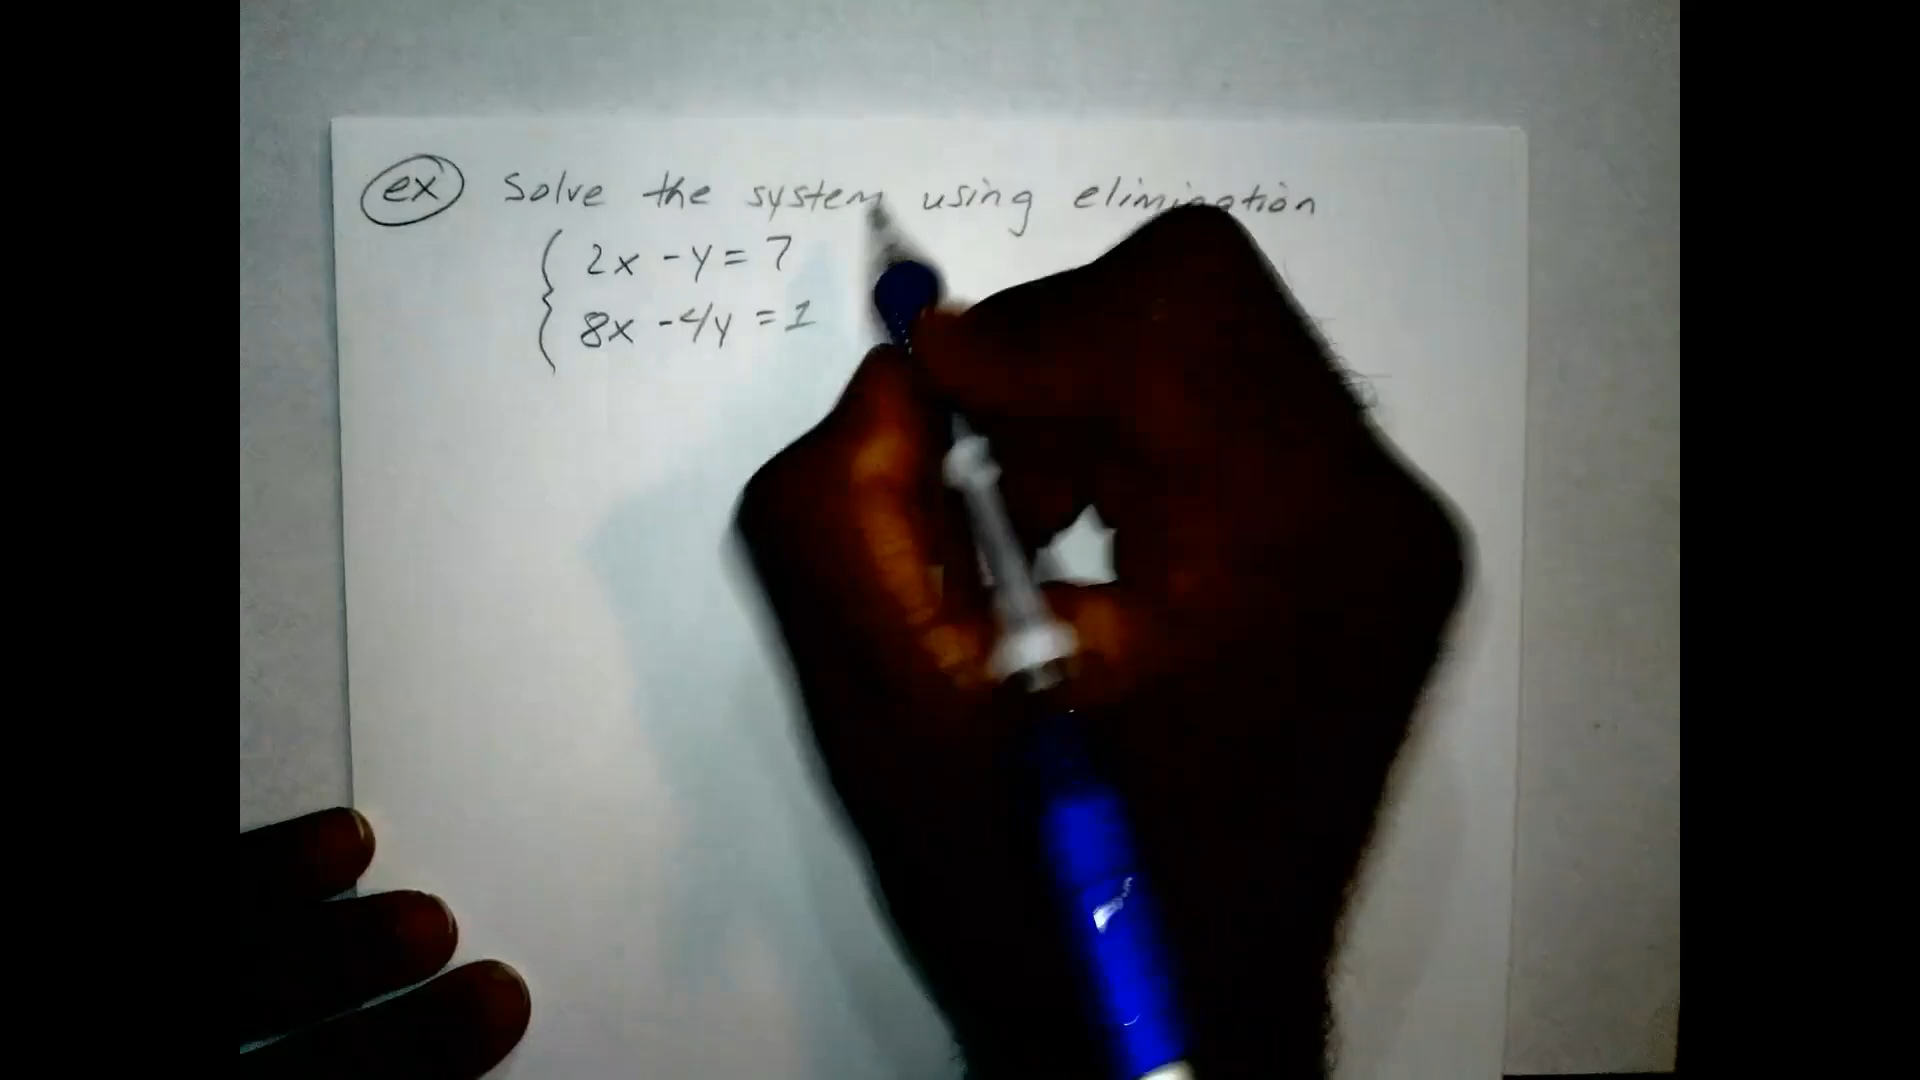 ex Solve the system using elimination
2x - y = 7
8x - 4y = 1